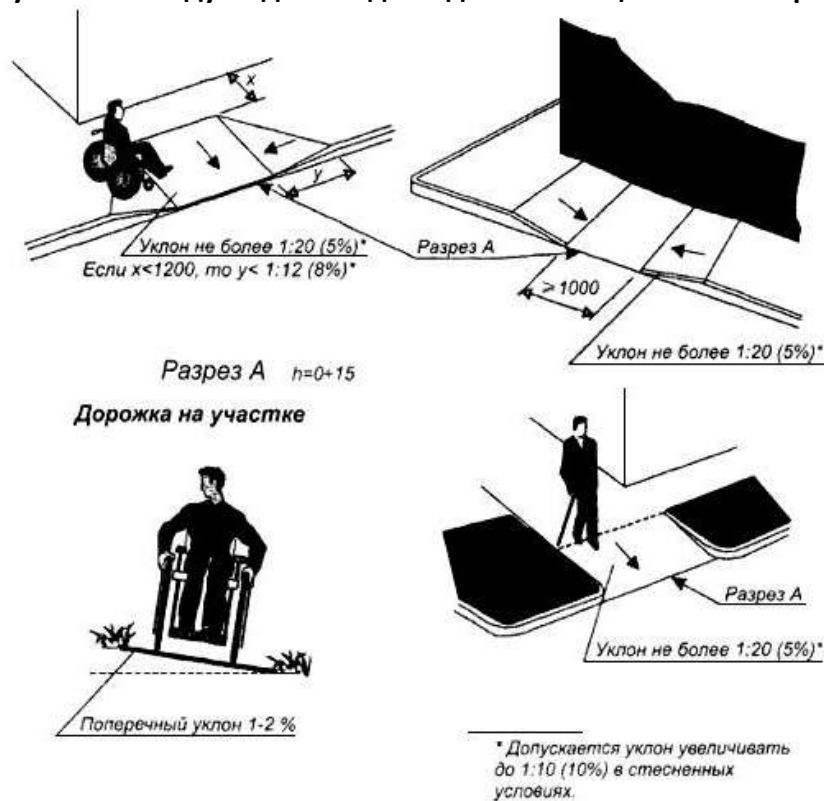 x
y
Уклон не более 1:20 (5%)*
Если x<1200, то y< 1:12 (8%)*
Разрез А
⩾1000
Уклон не более 1:20 (5%)*
Разрез А h=0÷15
Дорожка на участке
Поперечный уклон 1-2 %
Разрез А
Уклон не более 1:20 (5%)*
* Допускается уклон увеличивать
до 1:10 (10%) в стесненных
условиях.